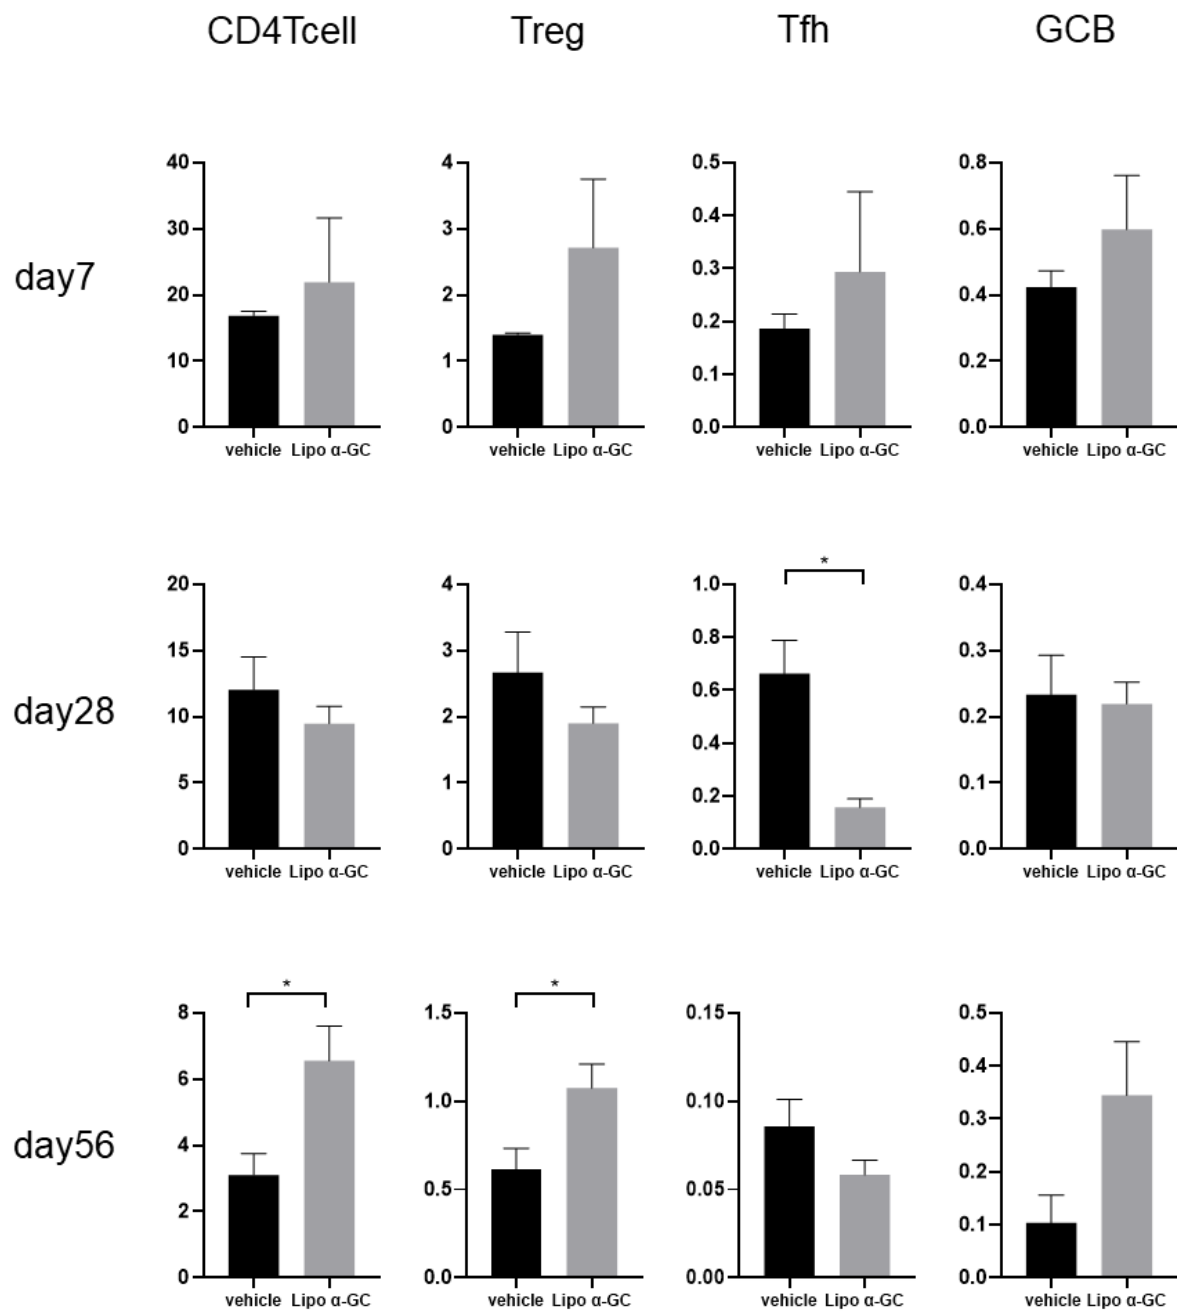 CD4Tcell Treg Tfh GCB
day7
40 30 20 10 0 vehicle Lipo α-GC
4 3 2 1 0 vehicle Lipo α-GC
0.5 0.4 0.3 0.2 0.1 0.0 vehicle Lipo α-GC
0.8 0.6 0.4 0.2 0.0 vehicle Lipo α-GC
day28
20 15 10 5 0 vehicle Lipo α-GC
4 3 2 1 0 vehicle Lipo α-GC
* 1.0 0.8 0.6 0.4 0.2 0.0 vehicle Lipo α-GC
0.4 0.3 0.2 0.1 0.0 vehicle Lipo α-GC
day56
* 8 6 4 2 0 vehicle Lipo α-GC
* 1.5 1.0 0.5 0.0 vehicle Lipo α-GC
0.15 0.10 0.05 0.00 vehicle Lipo α-GC
0.5 0.4 0.3 0.2 0.1 0.0 vehicle Lipo α-GC